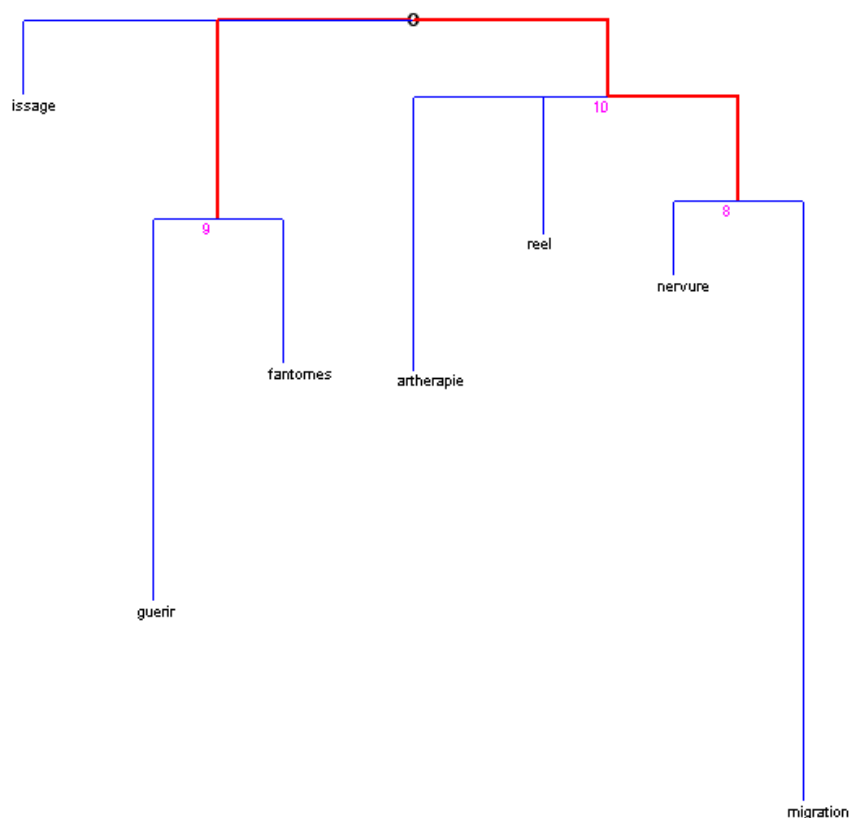 0
issage
10
8
9
reel
nervure
fantomes
artherapie
guerir
migration